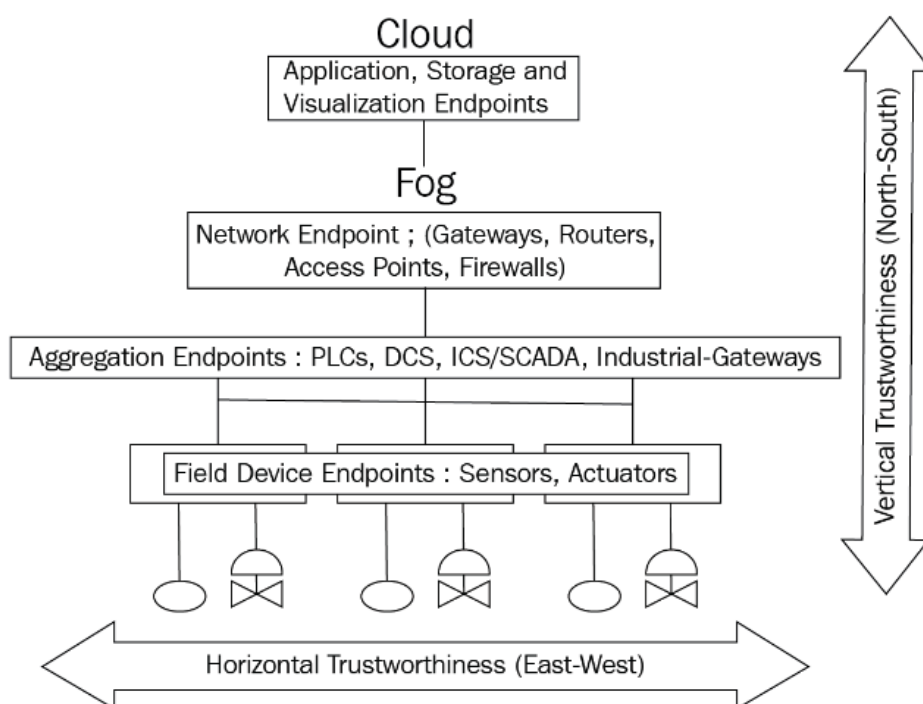 Cloud
Application, Storage and
Visualization Endpoints
Fog
Network Endpoint ; (Gateways, Routers,
Access Points, Firewalls)
Aggregation Endpoints : PLCs, DCS, ICS/SCADA, Industrial-Gateways
Field Device Endpoints : Sensors, Actuators
Horizontal Trustworthiness (East-West)
Vertical Trustworthiness (North-South)